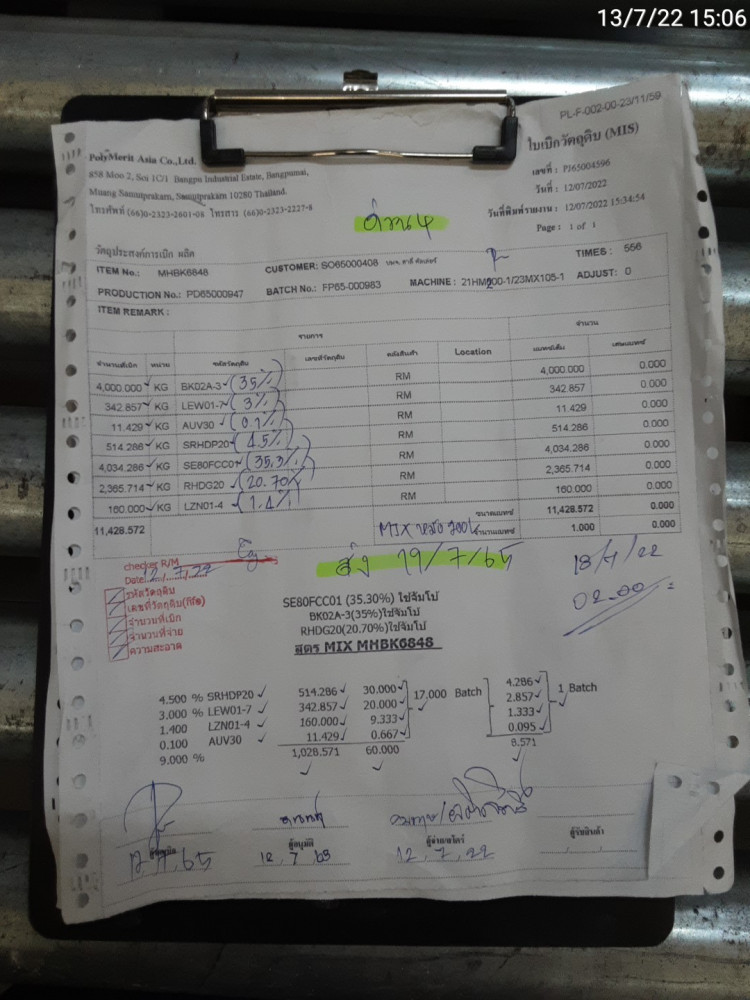 13/7/22 15:06
PL-F-002-00-23/11/59
PolyMerit Asia Co.,Ltd.
858 Moo 2, Soi 1C/1 Bangpu Industrial Estate, Bangpumai,
Muang Samutprakarn, Samutprakarn 10280 Thailand.
โทรศัพท์ (66)0-2323-2601-08 โทรสาร (66)0-2323-2227-8
ใบเบิกวัตถุดิบ (MIS)
เลขที่ : PI65004596
วันที่ : 12/07/2022
วันที่พิมพ์รายงาน : 12/07/2022 15:34:54
Page : 1 of 1
ด่วน
วัตถุประสงค์การเบิก ผลิต
ITEM No.: MHBK6848 CUSTOMER: SO65000408 TIMES: 556
PRODUCTION No.: PD65000947 BATCH No.: FP65-000983 MACHINE : 21HM200-1/23MX105-1 ADJUST: 0
ITEM REMARK :
รายการ จำนวน
จำนวนที่เบิก หน่วย รหัสวัตถุดิบ เลขที่วัตถุดิบ คลังสินค้า Location แบทช์เต็ม เศษแบทช์
4,000.000 KG BK02A-3 (35%) RM 4,000.000 0.000
342.857 KG LEW01-7 (3%) RM 342.857 0.000
11.429 KG AUV30 (0.1%) RM 11.429 0.000
514.286 KG SRHDP20 (4.5%) RM 514.286 0.000
4,034.286 KG SE80FCC01 (35.3%) RM 4,034.286 0.000
2,365.714 KG RHDG20 (20.70%) RM 2,365.714 0.000
160.000 KG LZN01-4 (1.4%) RM 160.000 0.000
11,428.572 ขนาดแบทช์ 11,428.572 0.000
MIX จำนวนแบทช์ 1.000 0.000
checker R/M
Date 12/7/22
รหัสวัตถุดิบ
เลขที่วัตถุดิบ(กีโอ)
จำนวนที่เบิก
จำนวนที่จ่าย
ความสะอาด
ส่ง 19/7/65
18/7/22
02.00
SE80FCC01 (35.30%) ใช่จัมโบ้
BK02A-3(35%)ใช่จัมโบ้
RHDG20(20.70%)ใช่จัมโบ้
สูตร MIX MHBK6848
4.500 % SRHDP20 514.286 30.000 4.286
3.000 % LEW01-7 342.857 20.000 17.000 Batch 2.857 1 Batch
1.400 LZN01-4 160.000 9.333 1.333
0.100 AUV30 11.429 0.667 0.095
9.000 % 1,028.571 60.000 8.571
ผู้อนุมัติ ผู้จ่ายสโตร์ ผู้รับสินค้า
12.7.65 12.7.65 12.7.22